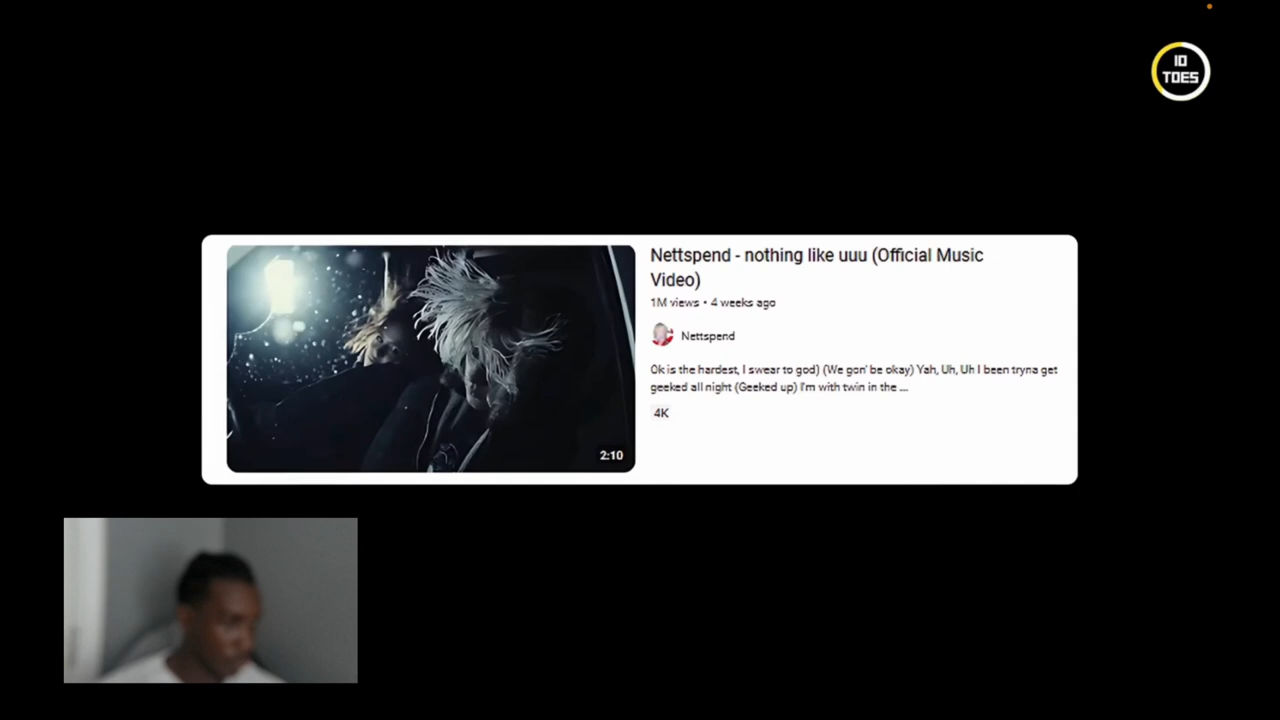 10
TOES
Nettspend - nothing like uuu (Official Music
Video)
1M views • 4 weeks ago
Nettspend
Ok is the hardest, I swear to god) (We gon' be okay) Yah, Uh, Uh I been tryna get
geeked all night (Geeked up) I'm with twin in the ...
4K
2:10